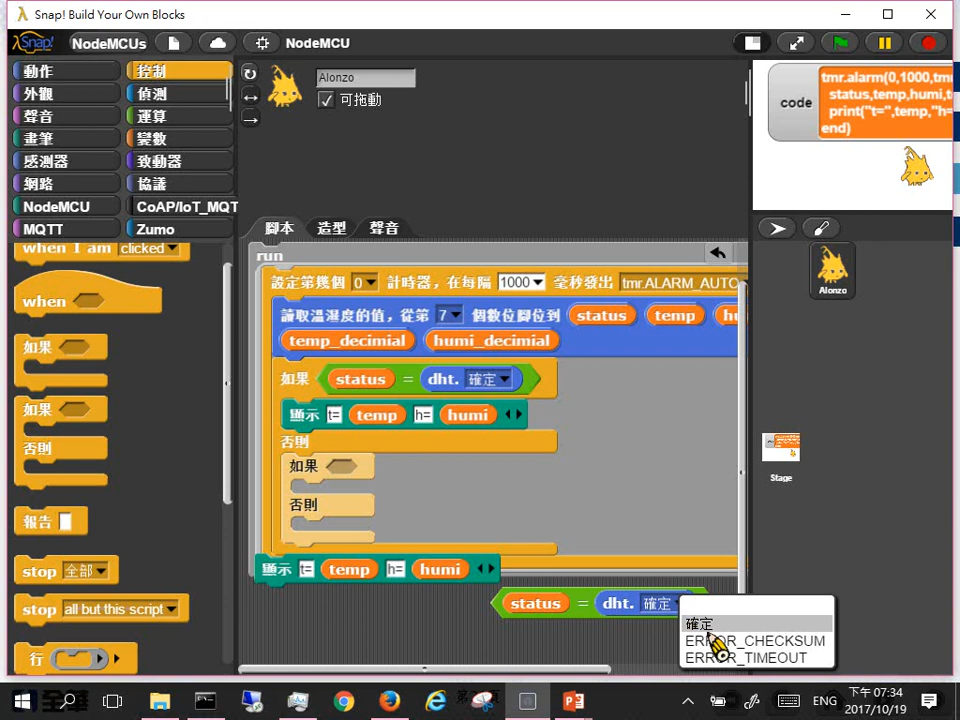 Snap! Build Your Own Blocks
Snap! NodeMCUs NodeMCU
動作 控制
外觀 偵測
聲音 運算
畫筆 變數
感測器 致動器
網路 協議
NodeMCU CoAP/IoT_MQT
MQTT Zumo
when I am clicked
when
如果
如果
否則
報告
stop 全部
stop all but this script
行
Alonzo
可拖動
腳本 造型 聲音
run
設定第幾個 0 計時器，在每隔 1000 毫秒發出 tmr.ALARM_AUTO
讀取溫濕度的值，從第 7 個數位腳位到 status temp hu
temp_decimial humi_decimial
如果 status = dht. 確定
顯示 t= temp h= humi
否則
如果
否則
顯示 t= temp h= humi
status = dht. 確定
確定
ERROR_CHECKSUM
ERROR_TIMEOUT
code
tmr.alarm(0,1000,tm
status,temp,humi,t
print("t=",temp,"h=
end)
Alonzo
Stage
ENG
下午 07:34
2017/10/19